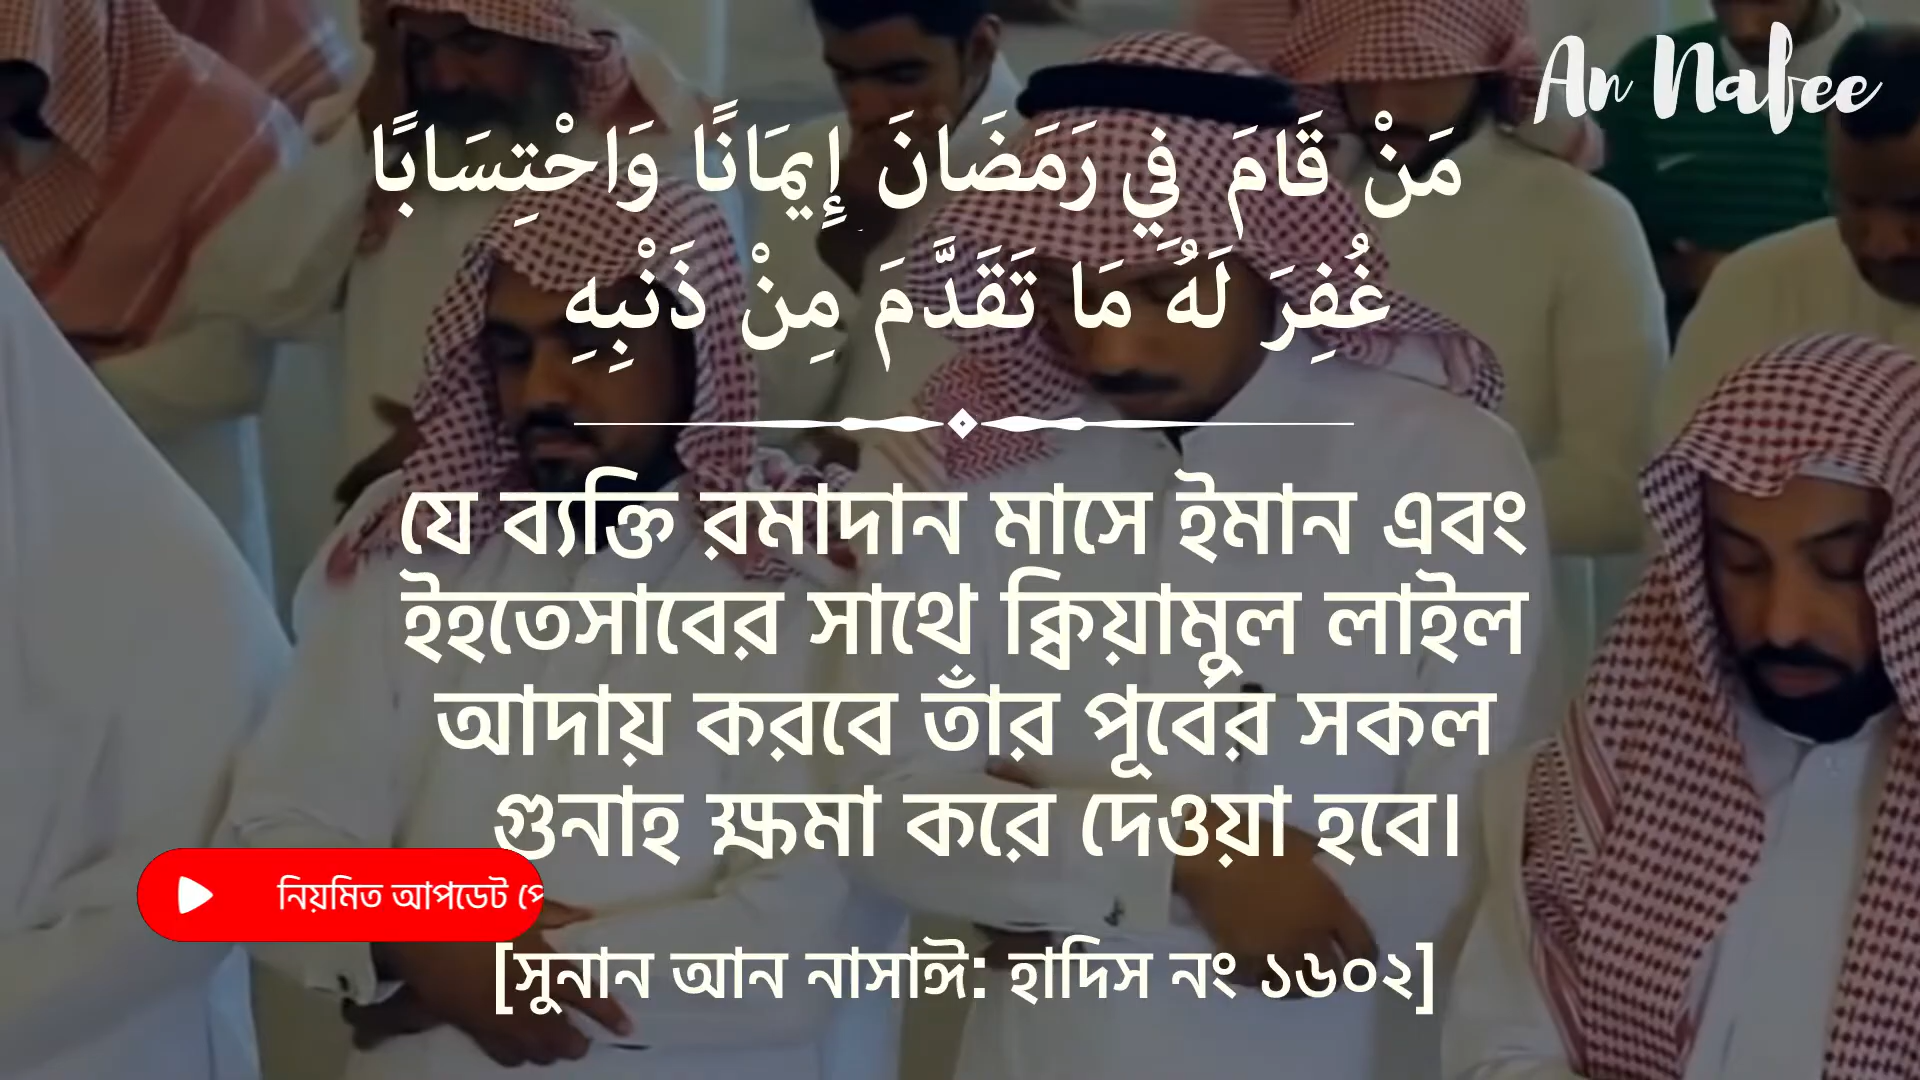 An Nafee
مَنْ قَامَ فِي رَمَضَانَ إِيمَانًا وَاحْتِسَابًا
غُفِرَ لَهُ مَا تَقَدَّمَ مِنْ ذَنْبِهِ
যে ব্যক্তি রমাদান মাসে ইমান এবং
ইহতেসাবের সাথে ক্বিয়ামুল লাইল
আদায় করবে তাঁর পূর্বের সকল
গুনাহ ক্ষমা করে দেওয়া হবে।
নিয়মিত আপডেট পে
[সুনান আন নাসাঈ: হাদিস নং ১৬০২]